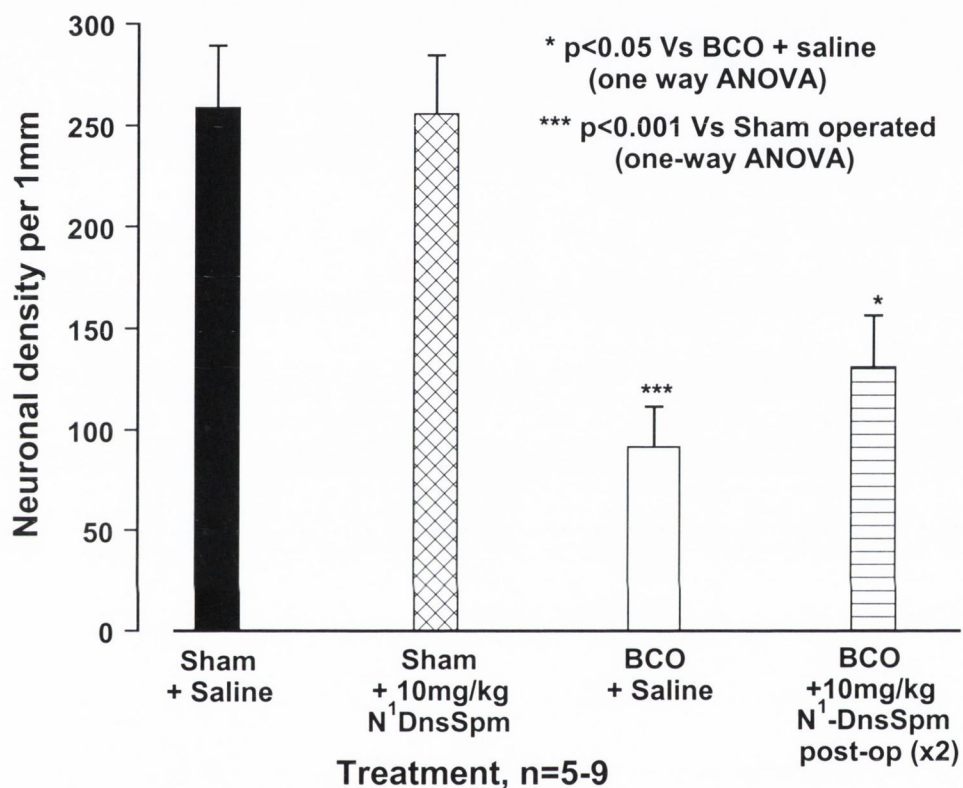 Neuronal density per 1mm
300
250
200
150
100
50
0
* p<0.05 Vs BCO + saline
(one way ANOVA)
*** p<0.001 Vs Sham operated
(one-way ANOVA)
***
*
Sham
+ Saline
Sham
+ 10mg/kg
N¹DnsSpm
BCO
+ Saline
BCO
+10mg/kg
N¹-DnsSpm
post-op (x2)
Treatment, n=5-9